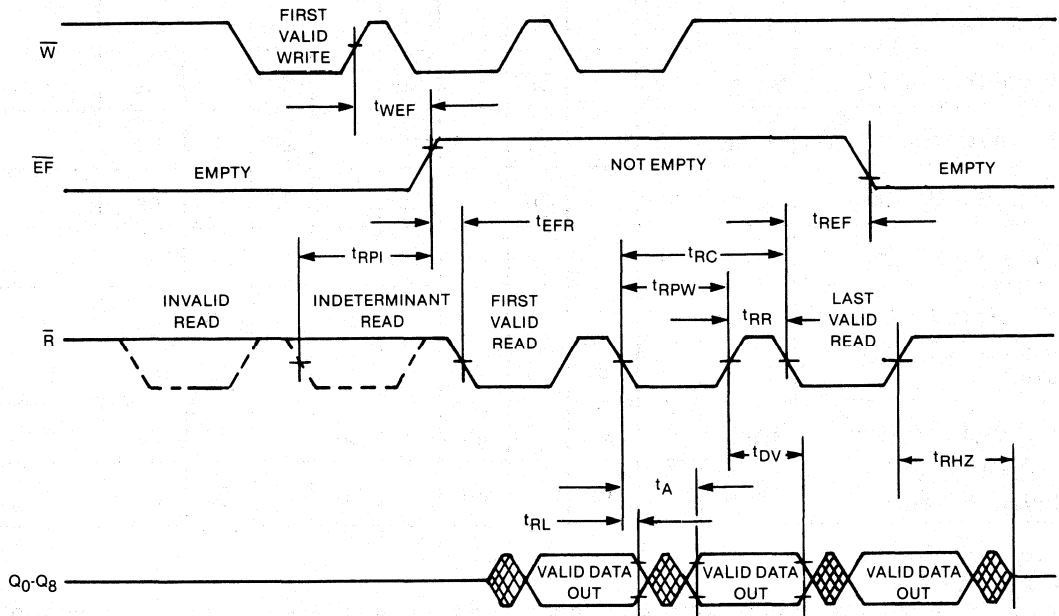 FIRST
VALID
WRITE
W̅
tWEF
E̅F̅
EMPTY
NOT EMPTY
EMPTY
tEFR
tREF
tRPI
tRC
tRPW
INVALID
READ
INDETERMINANT
READ
FIRST
VALID
READ
tRR
LAST
VALID
READ
R̅
tDV
tRHZ
tA
tRL
Q0-Q8
VALID DATA
OUT
VALID DATA
OUT
VALID DATA
OUT